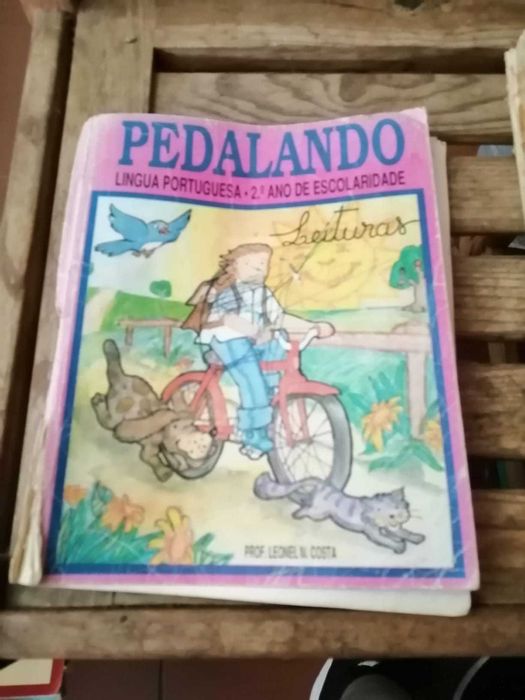 PEDALANDO
LINGUA PORTUGUESA • 2.º ANO DE ESCOLARIDADE
Leituras
PROF. LEONEL N. COSTA